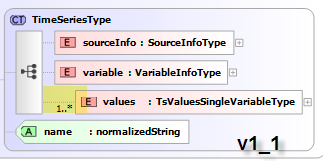 CT TimeSeriesType
E sourceInfo : SourceInfoType
E variable : VariableInfoType
E values : TsValuesSingleVariableType
1..*
A name : normalizedString
v1_1